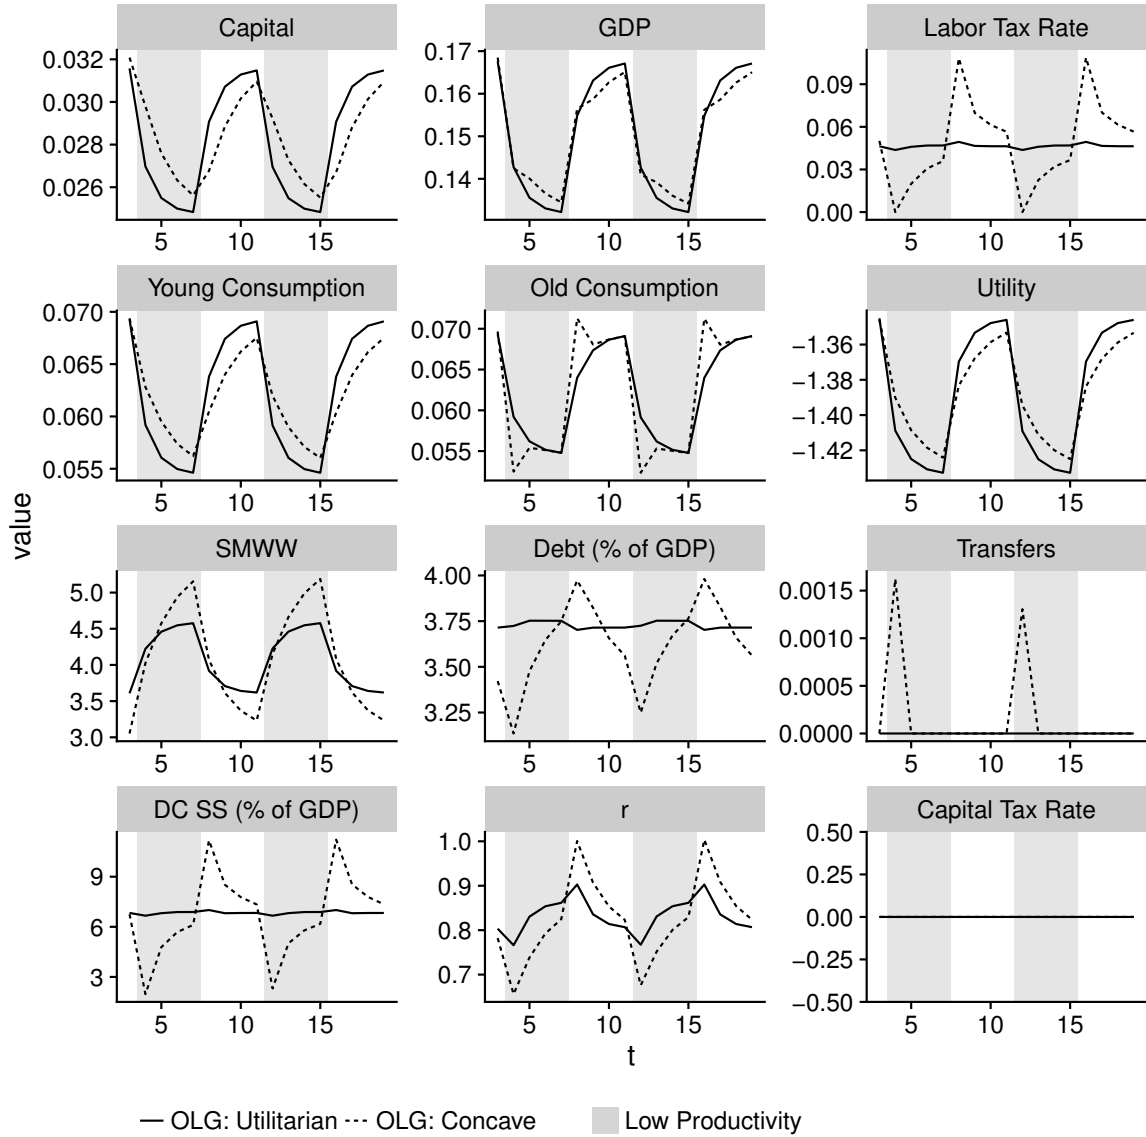 Capital GDP Labor Tax Rate
0.032 0.17 0.09
0.030 0.16 0.06
0.028 0.15 0.03
0.026 0.14 0.00
5 10 15 5 10 15 5 10 15
Young Consumption Old Consumption Utility
0.070 0.070 −1.36
0.065 0.065 −1.38
0.060 0.060 −1.40
0.055 0.055 −1.42
5 10 15 5 10 15 5 10 15
value
SMWW Debt (% of GDP) Transfers
5.0 4.00 0.0015
4.5 3.75 0.0010
4.0 3.50 0.0005
3.5 3.25 0.0000
3.0
5 10 15 5 10 15 5 10 15
DC SS (% of GDP) r Capital Tax Rate
9 1.0 0.50
6 0.9 0.25
3 0.8 0.00
0.7 −0.25
−0.50
5 10 15 5 10 15 5 10 15
t
OLG: Utilitarian OLG: Concave Low Productivity